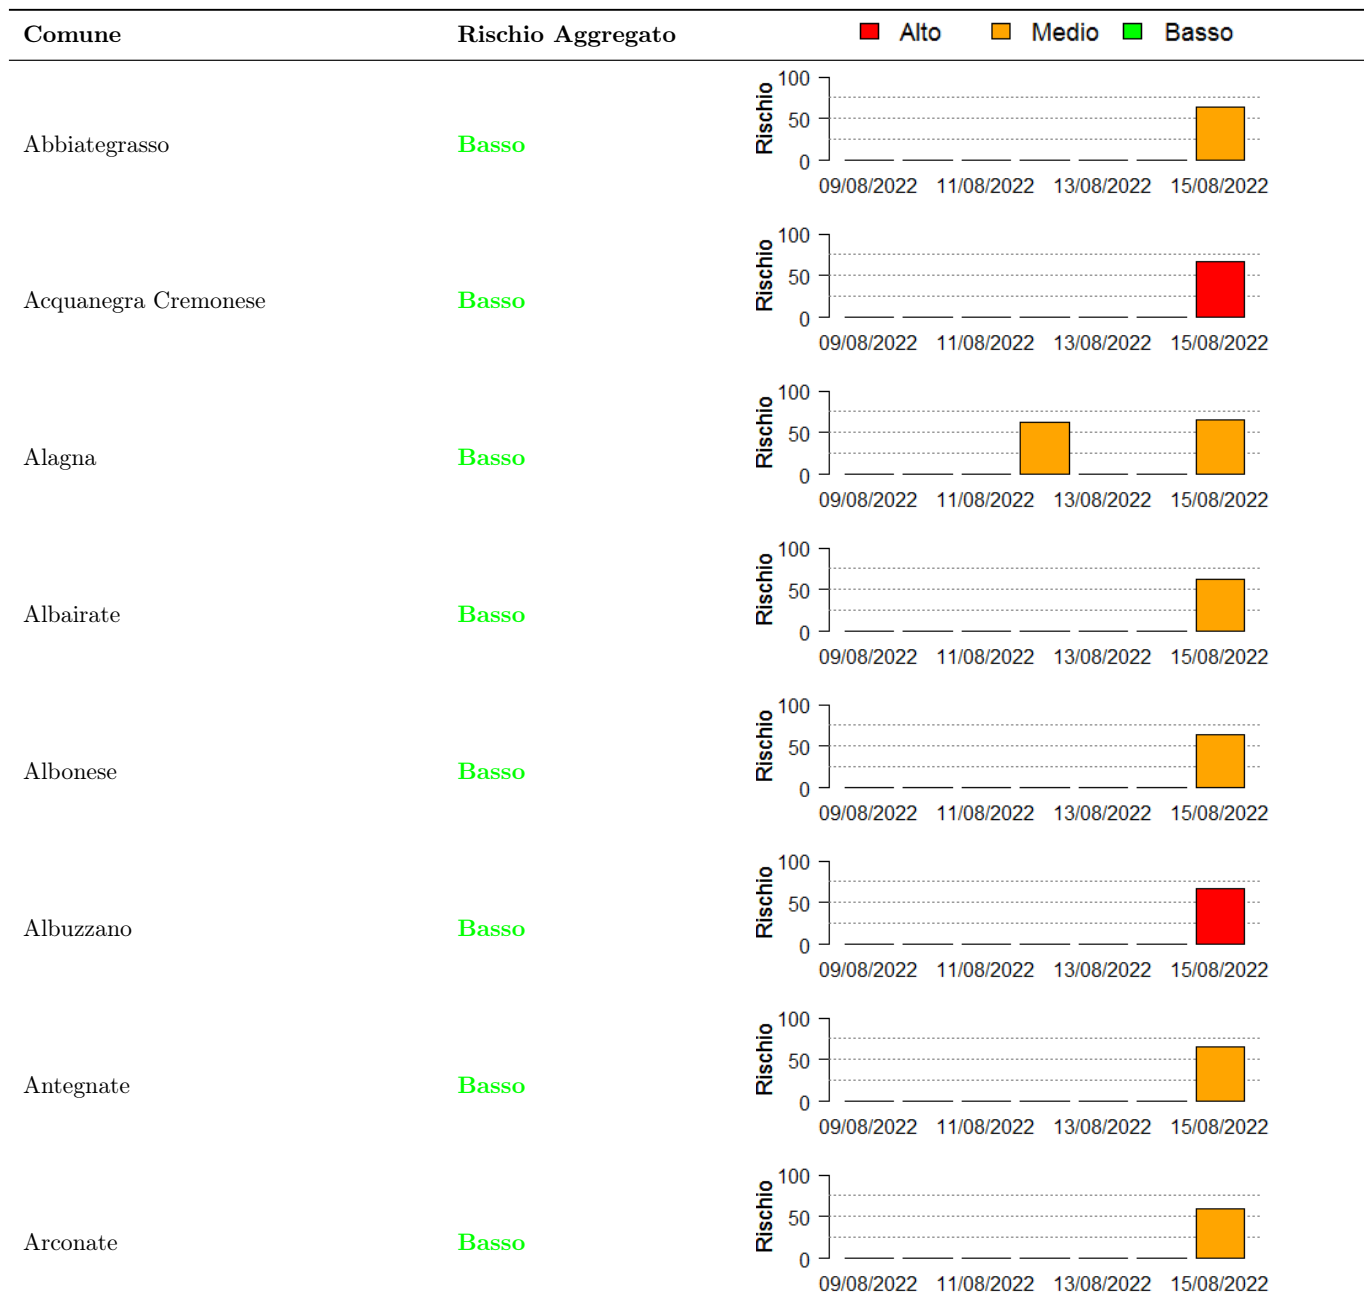 Comune Rischio Aggregato Alto Medio Basso
100
50
0
Rischio
Abbiategrasso Basso
09/08/2022 11/08/2022 13/08/2022 15/08/2022
100
50
0
Rischio
Acquanegra Cremonese Basso
09/08/2022 11/08/2022 13/08/2022 15/08/2022
100
50
0
Rischio
Alagna Basso
09/08/2022 11/08/2022 13/08/2022 15/08/2022
100
50
0
Rischio
Albairate Basso
09/08/2022 11/08/2022 13/08/2022 15/08/2022
100
50
0
Rischio
Albonese Basso
09/08/2022 11/08/2022 13/08/2022 15/08/2022
100
50
0
Rischio
Albuzzano Basso
09/08/2022 11/08/2022 13/08/2022 15/08/2022
100
50
0
Rischio
Antegnate Basso
09/08/2022 11/08/2022 13/08/2022 15/08/2022
100
50
0
Rischio
Arconate Basso
09/08/2022 11/08/2022 13/08/2022 15/08/2022